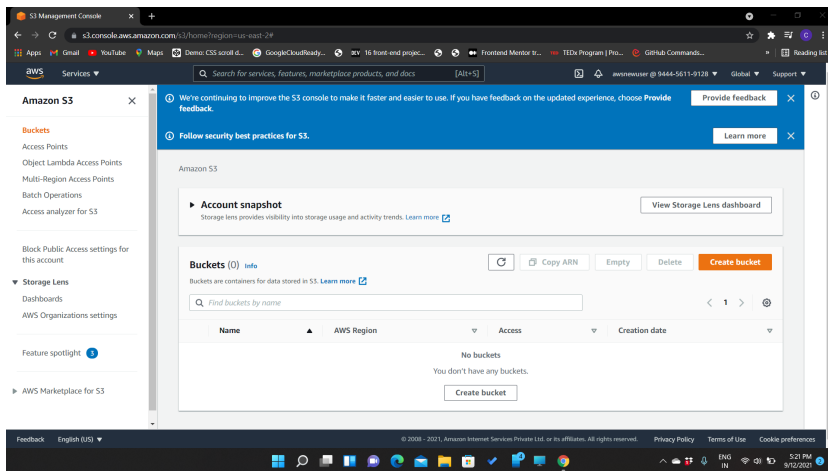 S3 Management Console
s3.console.aws.amazon.com/s3/home?region=us-east-2#
Apps Gmail YouTube Maps Demo: CSS scroll d... GoogleCloudReady... 16 front-end projec... Frontend Mentor tr... TEDx Program | Pro... GitHub Commands... » Reading list
aws Services ▼ Search for services, features, marketplace products, and docs [Alt+S] awsnewuser @ 9444-5611-9128 ▼ Global ▼ Support ▼
Amazon S3
Buckets
Access Points
Object Lambda Access Points
Multi-Region Access Points
Batch Operations
Access analyzer for S3
Block Public Access settings for
this account
Storage Lens
Dashboards
AWS Organizations settings
Feature spotlight 3
AWS Marketplace for S3
We're continuing to improve the S3 console to make it faster and easier to use. If you have feedback on the updated experience, choose Provide
feedback.
Provide feedback
Follow security best practices for S3.
Learn more
Amazon S3
Account snapshot
Storage lens provides visibility into storage usage and activity trends. Learn more
View Storage Lens dashboard
Buckets (0) Info
Copy ARN Empty Delete Create bucket
Buckets are containers for data stored in S3. Learn more
Find buckets by name
1
Name AWS Region Access Creation date
No buckets
You don't have any buckets.
Create bucket
Feedback English (US) ▼ © 2008 - 2021, Amazon Internet Services Private Ltd. or its affiliates. All rights reserved. Privacy Policy Terms of Use Cookie preferences
ENG
IN
5:21 PM
9/12/2021